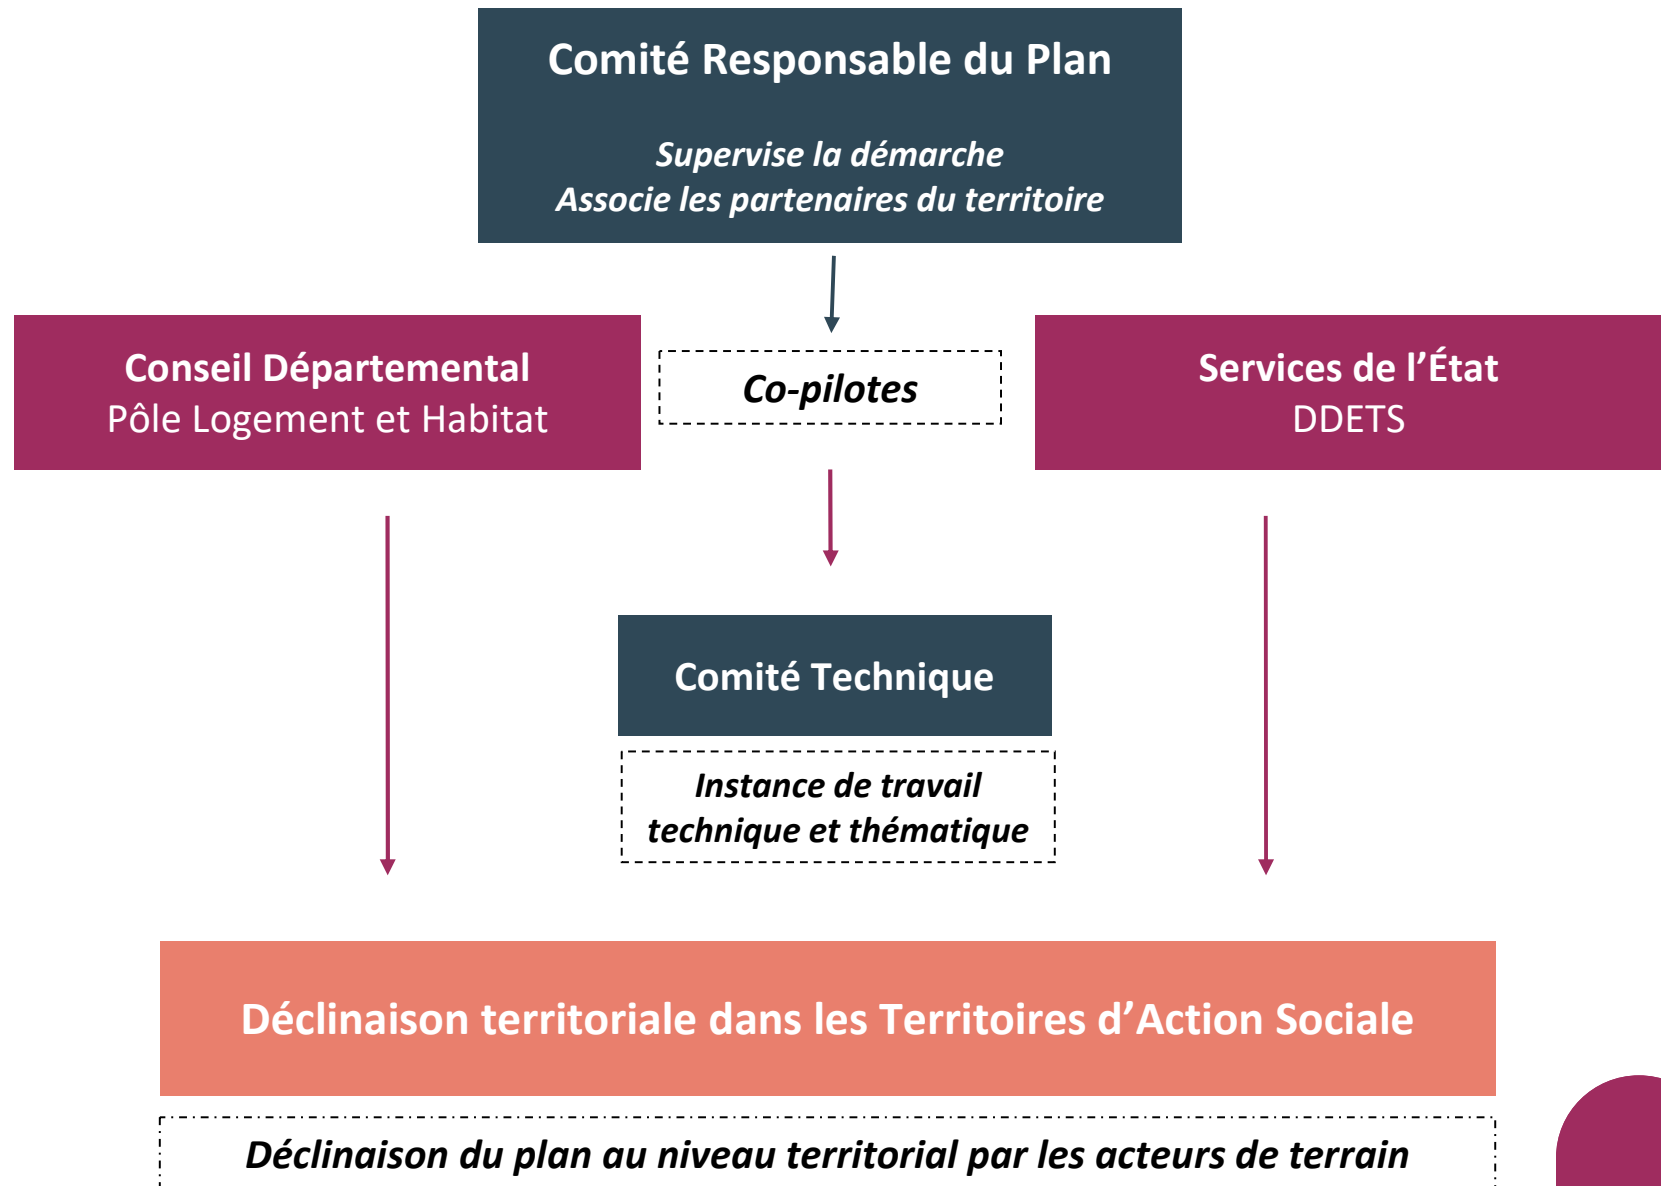 Comité Responsable du Plan
Supervise la démarche
Associe les partenaires du territoire
Conseil Départemental
Pôle Logement et Habitat
Co-pilotes
Services de l’État
DDETS
Comité Technique
Instance de travail
technique et thématique
Déclinaison territoriale dans les Territoires d’Action Sociale
Déclinaison du plan au niveau territorial par les acteurs de terrain